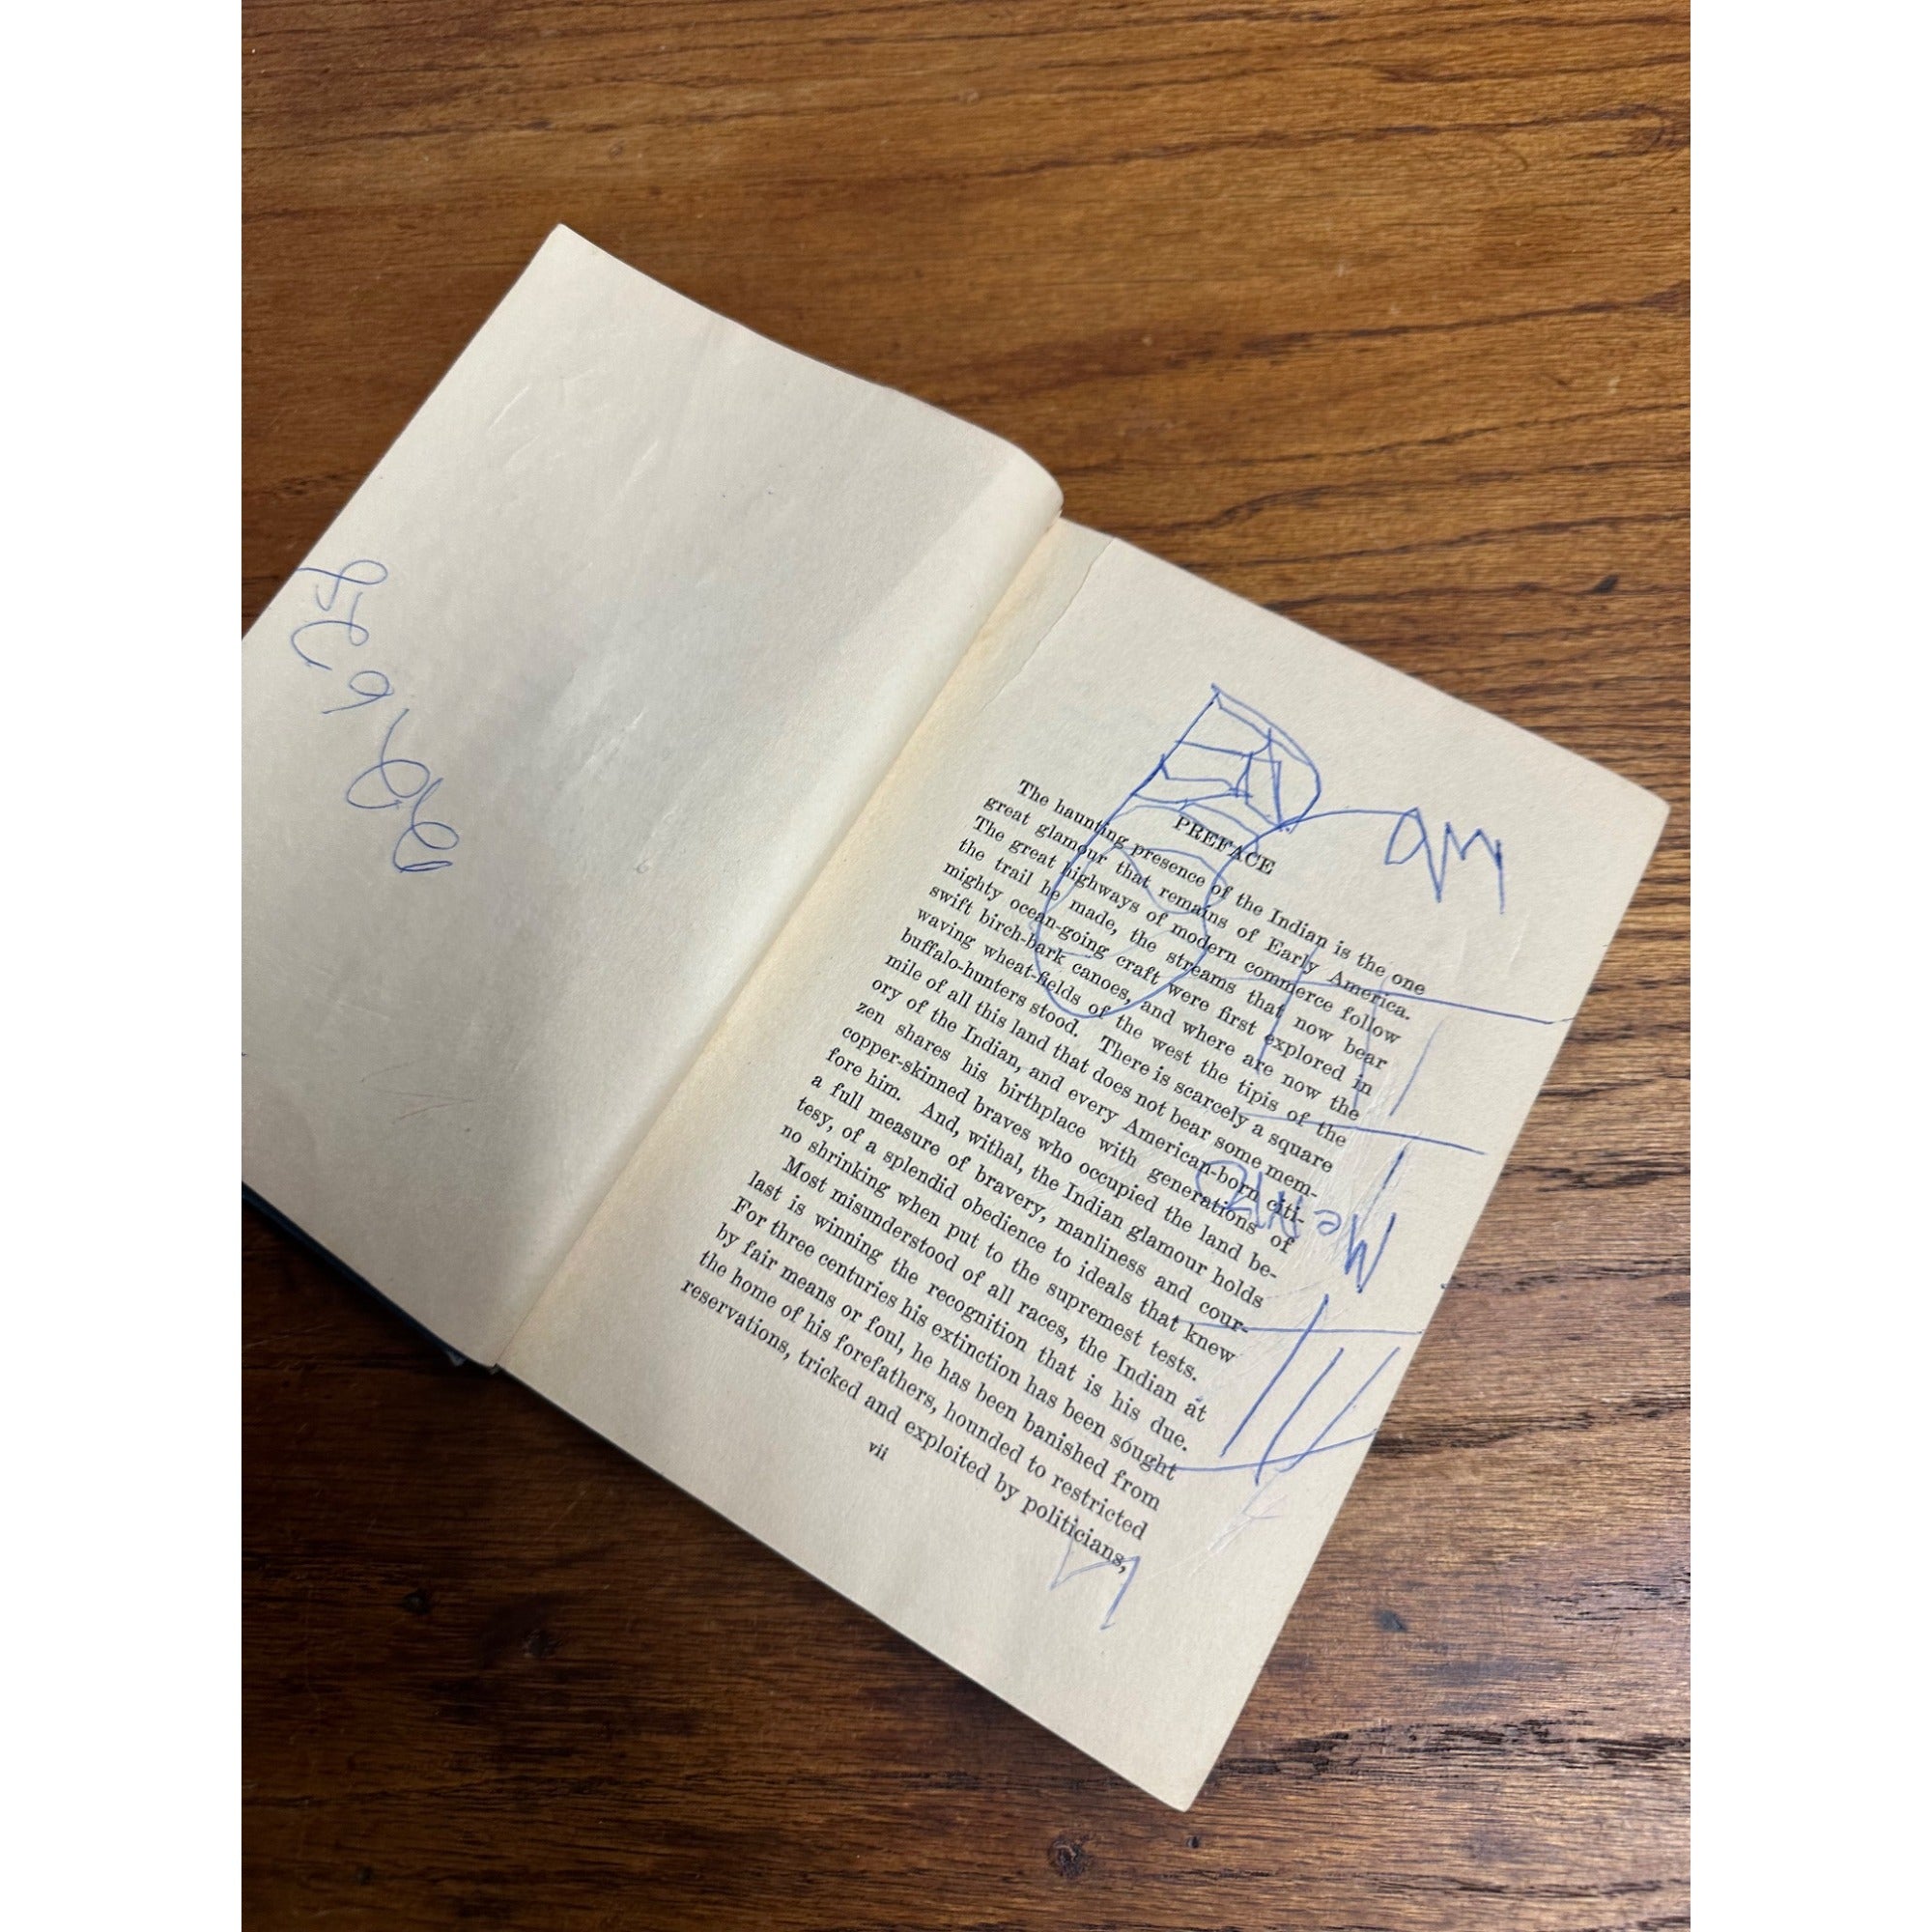 PREFACE
The haunting presence of the Indian is the one
great glamour that remains of Early America.
The great highways of modern commerce follow
the trail he made, the streams that now bear
mighty ocean-going craft were first explored in
swift birch-bark canoes, and where are now the
waving wheat-fields of the west the tipis of the
buffalo-hunters stood. There is scarcely a square
mile of all this land that does not bear some mem-
ory of the Indian, and every American-born citi-
zen shares his birthplace with generations of
copper-skinned braves who occupied the land be-
fore him. And, withal, the Indian glamour holds
a full measure of bravery, manliness and cour-
tesy, of a splendid obedience to ideals that knew
no shrinking when put to the supremest tests.
Most misunderstood of all races, the Indian at
last is winning the recognition that is his due.
For three centuries his extinction has been sought
by fair means or foul, he has been banished from
the home of his forefathers, hounded to restricted
reservations, tricked and exploited by politicians,
vii